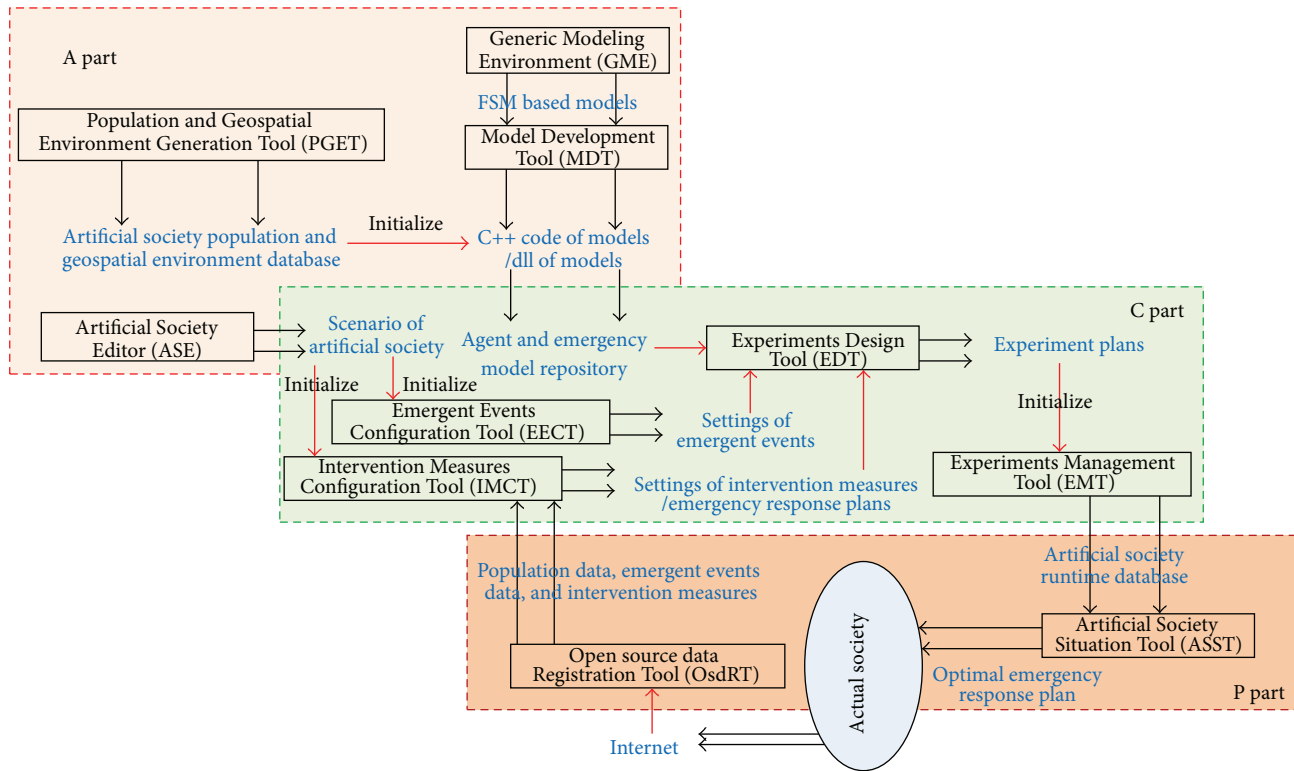 A part
Generic Modeling
Environment (GME)
FSM based models
Population and Geospatial
Environment Generation Tool (PGET)
Model Development
Tool (MDT)
Initialize
Artificial society population and
geospatial environment database
C++ code of models
/dll of models
C part
Artificial Society
Editor (ASE)
Scenario of
artificial society
Agent and emergency
model repository
Experiments Design
Tool (EDT)
Experiment plans
Initialize
Initialize
Initialize
Emergent Events
Configuration Tool (EECT)
Settings of
emergent events
Intervention Measures
Configuration Tool (IMCT)
Settings of intervention measures
/emergency response plans
Experiments Management
Tool (EMT)
Population data, emergent events
data, and intervention measures
Artificial society
runtime database
Actual society
Artificial Society
Situation Tool (ASST)
Open source data
Registration Tool (OsdRT)
Optimal emergency
response plan
P part
Internet